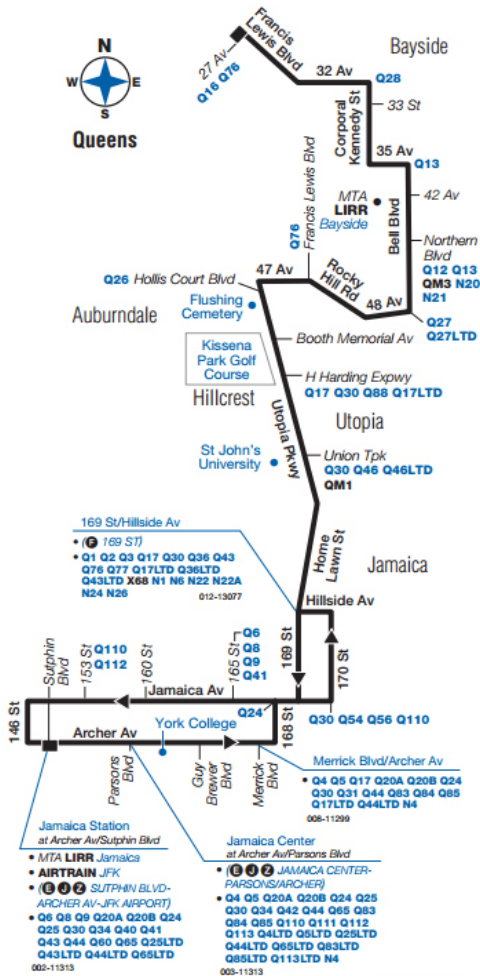 N
W E
S
Queens
Francis
Lewis Blvd
Bayside
27 Av
Q16 Q76
32 Av
Q28
Corporal
Kennedy St
33 St
35 Av
Q13
Francis Lewis Blvd
Q76
MTA
LIRR
Bayside
Bell Blvd
42 Av
Northern
Blvd
Q12 Q13
QM3 N20
N21
Q26 Hollis Court Blvd
47 Av
Rocky
Hill Rd
48 Av
Q27
Q27LTD
Auburndale
Flushing
Cemetery
Booth Memorial Av
Kissena
Park Golf
Course
H Harding Expwy
Q17 Q30 Q88 Q17LTD
Hillcrest
Utopia Pkwy
Utopia
St John's
University
Union Tpk
Q30 Q46 Q46LTD
QM1
169 St/Hillside Av
• (F 169 ST)
• Q1 Q2 Q3 Q17 Q30 Q36 Q43
Q76 Q77 Q17LTD Q36LTD
Q43LTD X68 N1 N6 N22 N22A
N24 N26
012-13077
Home
Lawn St
Jamaica
Hillside Av
169 St
170 St
Sutphin
Blvd
153 St
Q110
Q112
160 St
165 St
Q6
Q8
Q9
Q41
Jamaica Av
146 St
Q24
168 St
Q30 Q54 Q56 Q110
Archer Av
York College
Parsons
Blvd
Guy
Brewer
Blvd
Merrick
Blvd
Merrick Blvd/Archer Av
• Q4 Q5 Q17 Q20A Q20B Q24
Q30 Q31 Q44 Q83 Q84 Q85
Q17LTD Q44LTD N4
008-11299
Jamaica Station
at Archer Av/Sutphin Blvd
• MTA LIRR Jamaica
• AIRTRAIN JFK
• (E J Z SUTPHIN BLVD-
ARCHER AV-JFK AIRPORT)
• Q6 Q8 Q9 Q20A Q20B Q24
Q25 Q30 Q34 Q40 Q41
Q43 Q44 Q60 Q65 Q25LTD
Q43LTD Q44LTD Q65LTD
002-11313
Jamaica Center
at Archer Av/Parsons Blvd
• (E J Z JAMAICA CENTER-
PARSONS/ARCHER)
• Q4 Q5 Q20A Q20B Q24 Q25
Q30 Q34 Q42 Q44 Q65 Q83
Q84 Q85 Q110 Q111 Q112
Q113 Q4LTD Q5LTD Q25LTD
Q44LTD Q65LTD Q83LTD
Q85LTD Q113LTD N4
003-11313